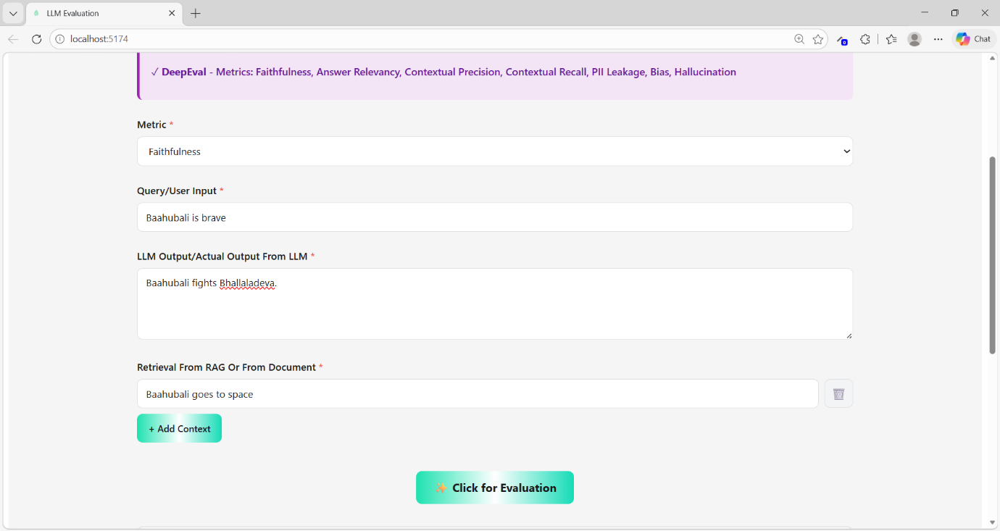 LLM Evaluation
localhost:5174
Chat
✓ DeepEval - Metrics: Faithfulness, Answer Relevancy, Contextual Precision, Contextual Recall, PII Leakage, Bias, Hallucination
Metric *
Faithfulness
Query/User Input *
Baahubali is brave
LLM Output/Actual Output From LLM *
Baahubali fights Bhallaladeva.
Retrieval From RAG Or From Document *
Baahubali goes to space
+ Add Context
✨ Click for Evaluation